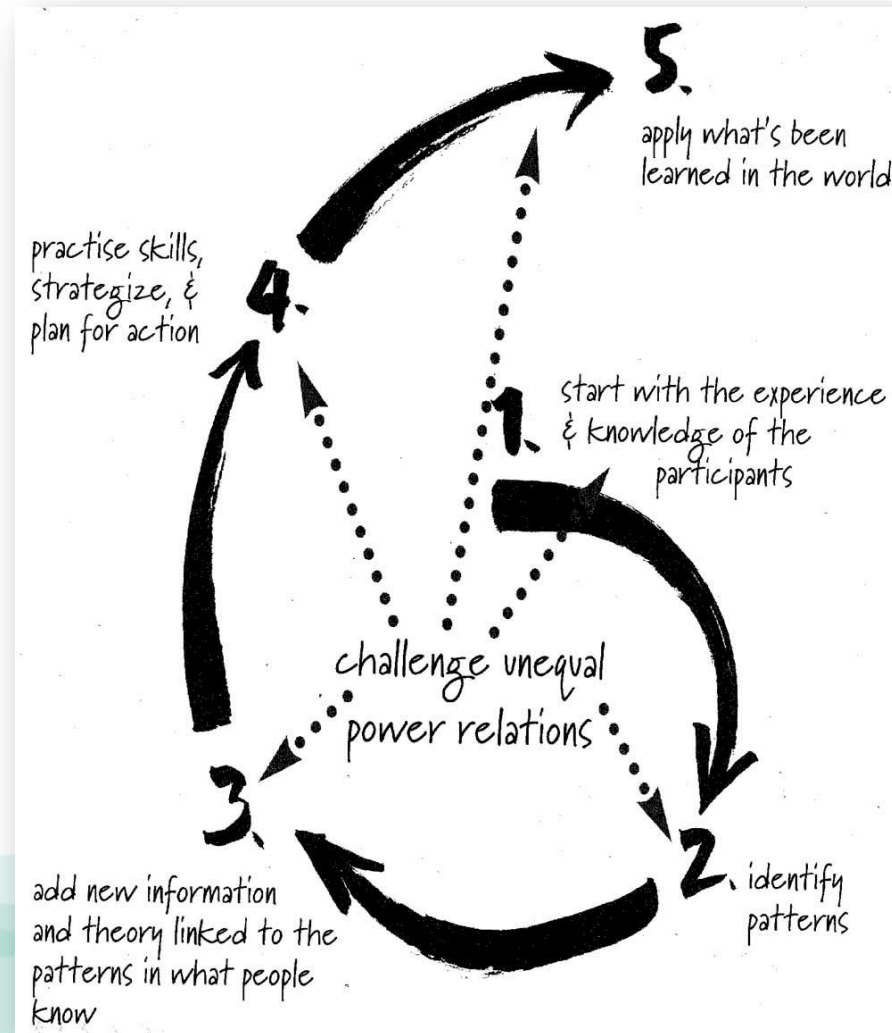 1.
start with the experience
& knowledge of the
participants
2.
identify
patterns
3.
add new information
and theory linked to the
patterns in what people
know
4.
practise skills,
strategize, &
plan for action
5.
apply what's been
learned in the world
challenge unequal
power relations